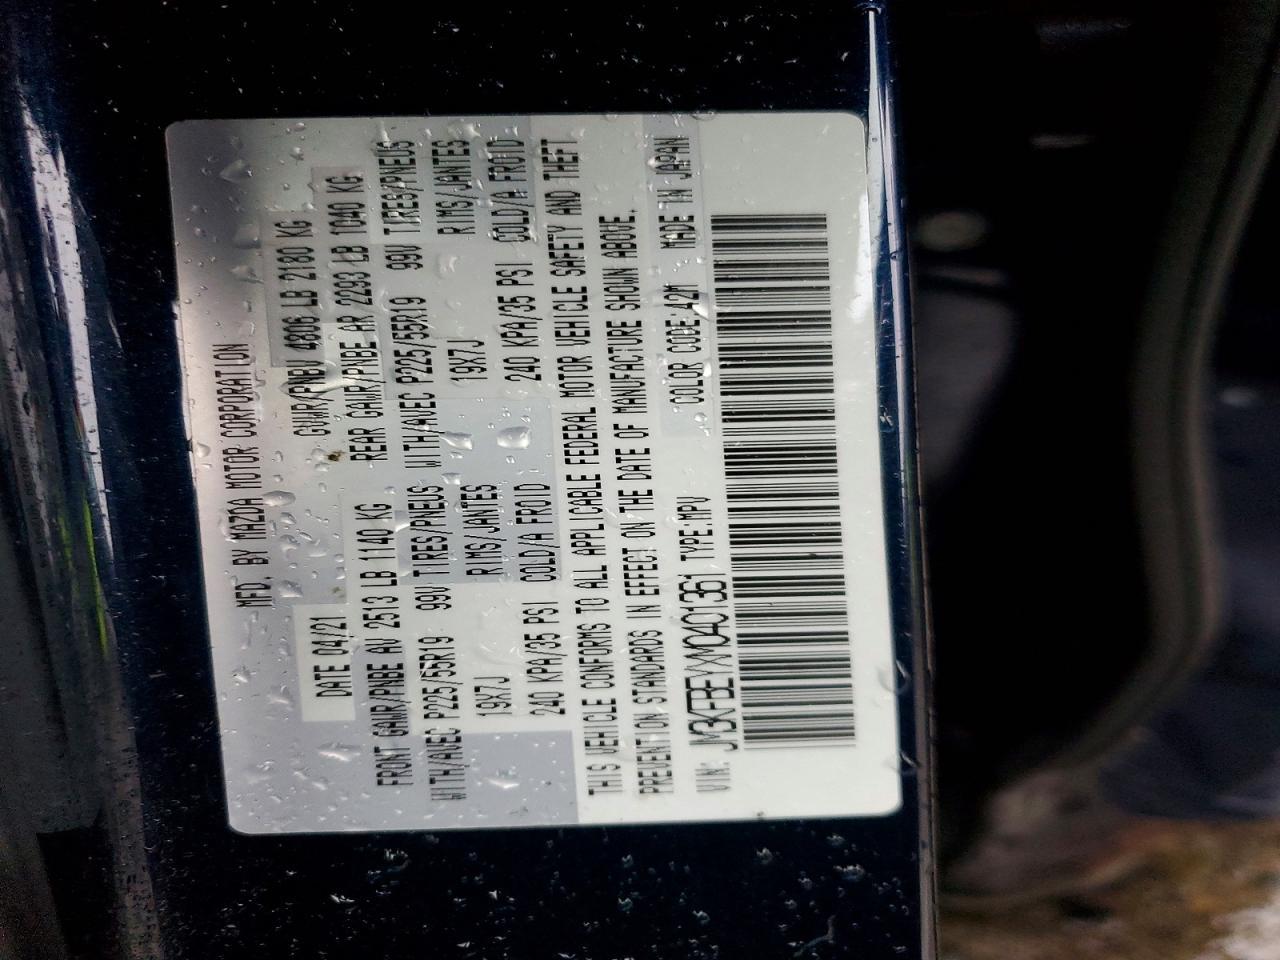 MFD. BY MAZDA MOTOR CORPORATION
DATE 04/21 GVWR/PNBV 4806 LB 2180 KG
FRONT GAWR/PNBE AV 2513 LB 1140 KG REAR GAWR/PNBE AR 2293 LB 1040 KG
WITH/AVEC P225/55R19 99V TIRES/PNEUS WITH/AVEC P225/55R19 99V TIRES/PNEUS
19X7J RIMS/JANTES 19X7J RIMS/JANTES
240 KPA/35 PSI COLD/A FROID 240 KPA/35 PSI COLD/A FROID
THIS VEHICLE CONFORMS TO ALL APPLICABLE FEDERAL MOTOR VEHICLE SAFETY AND THEFT
PREVENTION STANDARDS IN EFFECT ON THE DATE OF MANUFACTURE SHOWN ABOVE.
VIN: JM3KFBEYXM0401361 TYPE:MPV COLOR CODE:42M MADE IN JAPAN